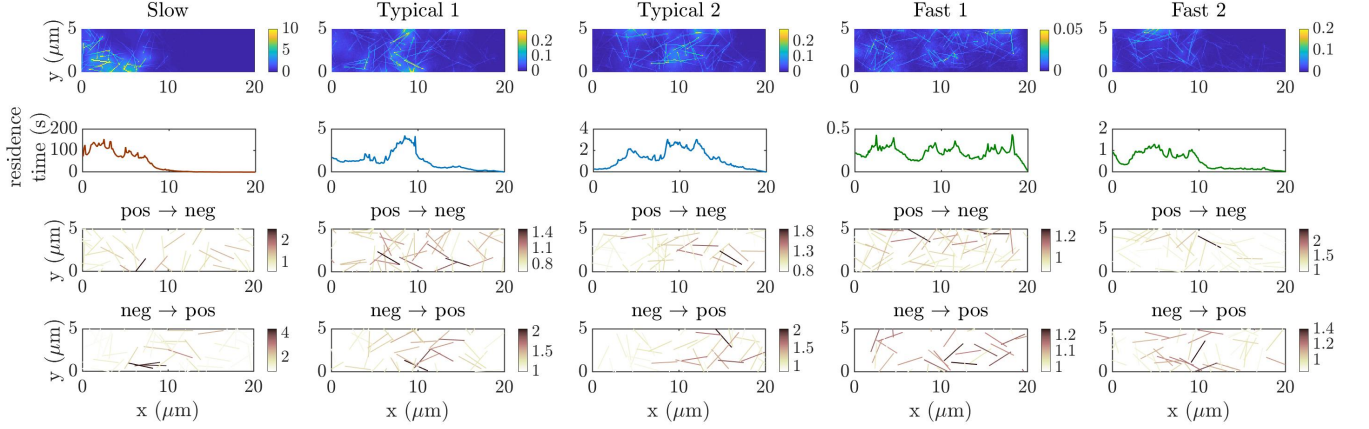 Slow Typical 1 Typical 2 Fast 1 Fast 2
y (μm) 5 0 10 5 0 5 0 0.2 0.1 0 5 0 0.2 0.1 0 5 0 0.05 0 5 0 0.2 0.1 0
0 10 20 0 10 20 0 10 20 0 10 20 0 10 20
residence time (s) 200 100 0 5 0 4 2 0 0.5 0 2 1 0
0 10 20 0 10 20 0 10 20 0 10 20 0 10 20
pos → neg pos → neg pos → neg pos → neg pos → neg
y (μm) 5 0 2 1 5 0 1.4 1.1 0.8 5 0 1.8 1.3 0.8 5 0 1.2 1 5 0 2 1.5 1
0 10 20 0 10 20 0 10 20 0 10 20 0 10 20
neg → pos neg → pos neg → pos neg → pos neg → pos
y (μm) 5 0 4 2 5 0 2 1.5 1 5 0 2 1.5 1 5 0 1.2 1.1 1 5 0 1.4 1.2 1
0 10 20 0 10 20 0 10 20 0 10 20 0 10 20
x (μm) x (μm) x (μm) x (μm) x (μm)